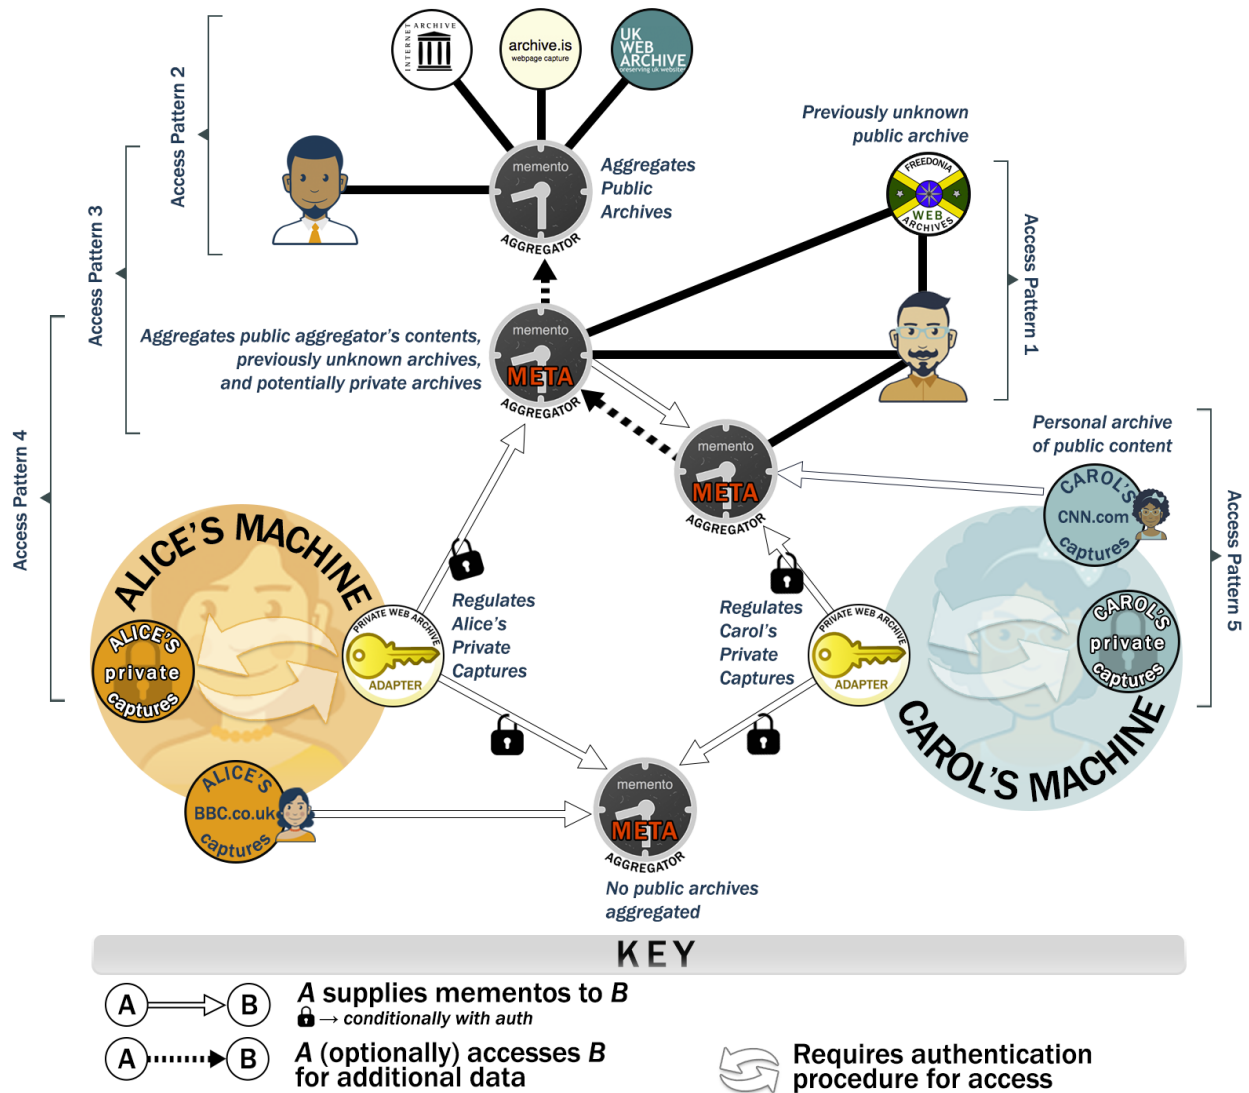 INTERNET ARCHIVE
archive.is
webpage capture
UK
WEB
ARCHIVE
preserving uk websites
Access Pattern 2
Previously unknown
public archive
memento
AGGREGATOR
Aggregates
Public
Archives
FREEDONIA
WEB
ARCHIVES
Access Pattern 3
Access Pattern 1
Aggregates public aggregator's contents,
previously unknown archives,
and potentially private archives
memento
META
AGGREGATOR
Access Pattern 4
memento
META
AGGREGATOR
Personal archive
of public content
CAROL'S
CNN.com
captures
Access Pattern 5
ALICE'S MACHINE
ALICE'S
private
captures
PRIVATE WEB ARCHIVE
ADAPTER
Regulates
Alice's
Private
Captures
Regulates
Carol's
Private
Captures
PRIVATE WEB ARCHIVE
ADAPTER
CAROL'S
private
captures
CAROL'S MACHINE
ALICE'S
BBC.co.uk
captures
memento
META
AGGREGATOR
No public archives
aggregated
KEY
A B A supplies mementos to B
→ conditionally with auth
A B A (optionally) accesses B
for additional data
Requires authentication
procedure for access